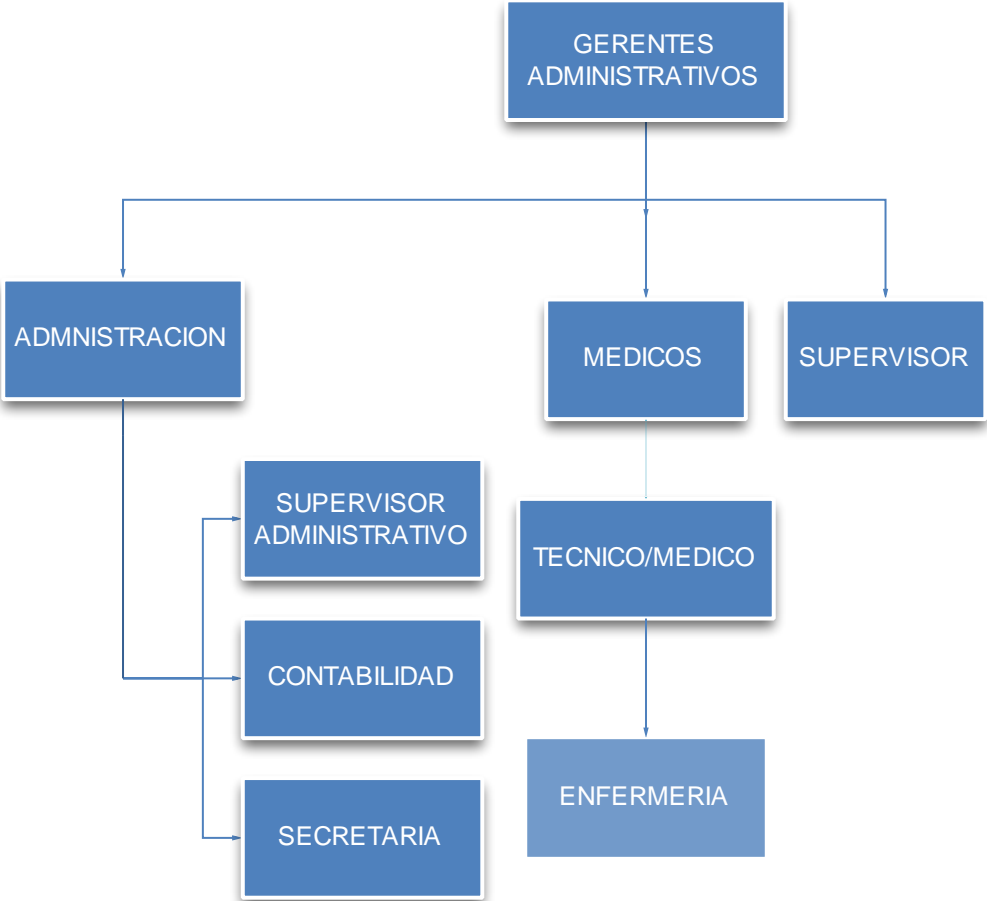 GERENTES
ADMINISTRATIVOS
ADMNISTRACION
MEDICOS
SUPERVISOR
SUPERVISOR
ADMINISTRATIVO
TECNICO/MEDICO
CONTABILIDAD
ENFERMERIA
SECRETARIA